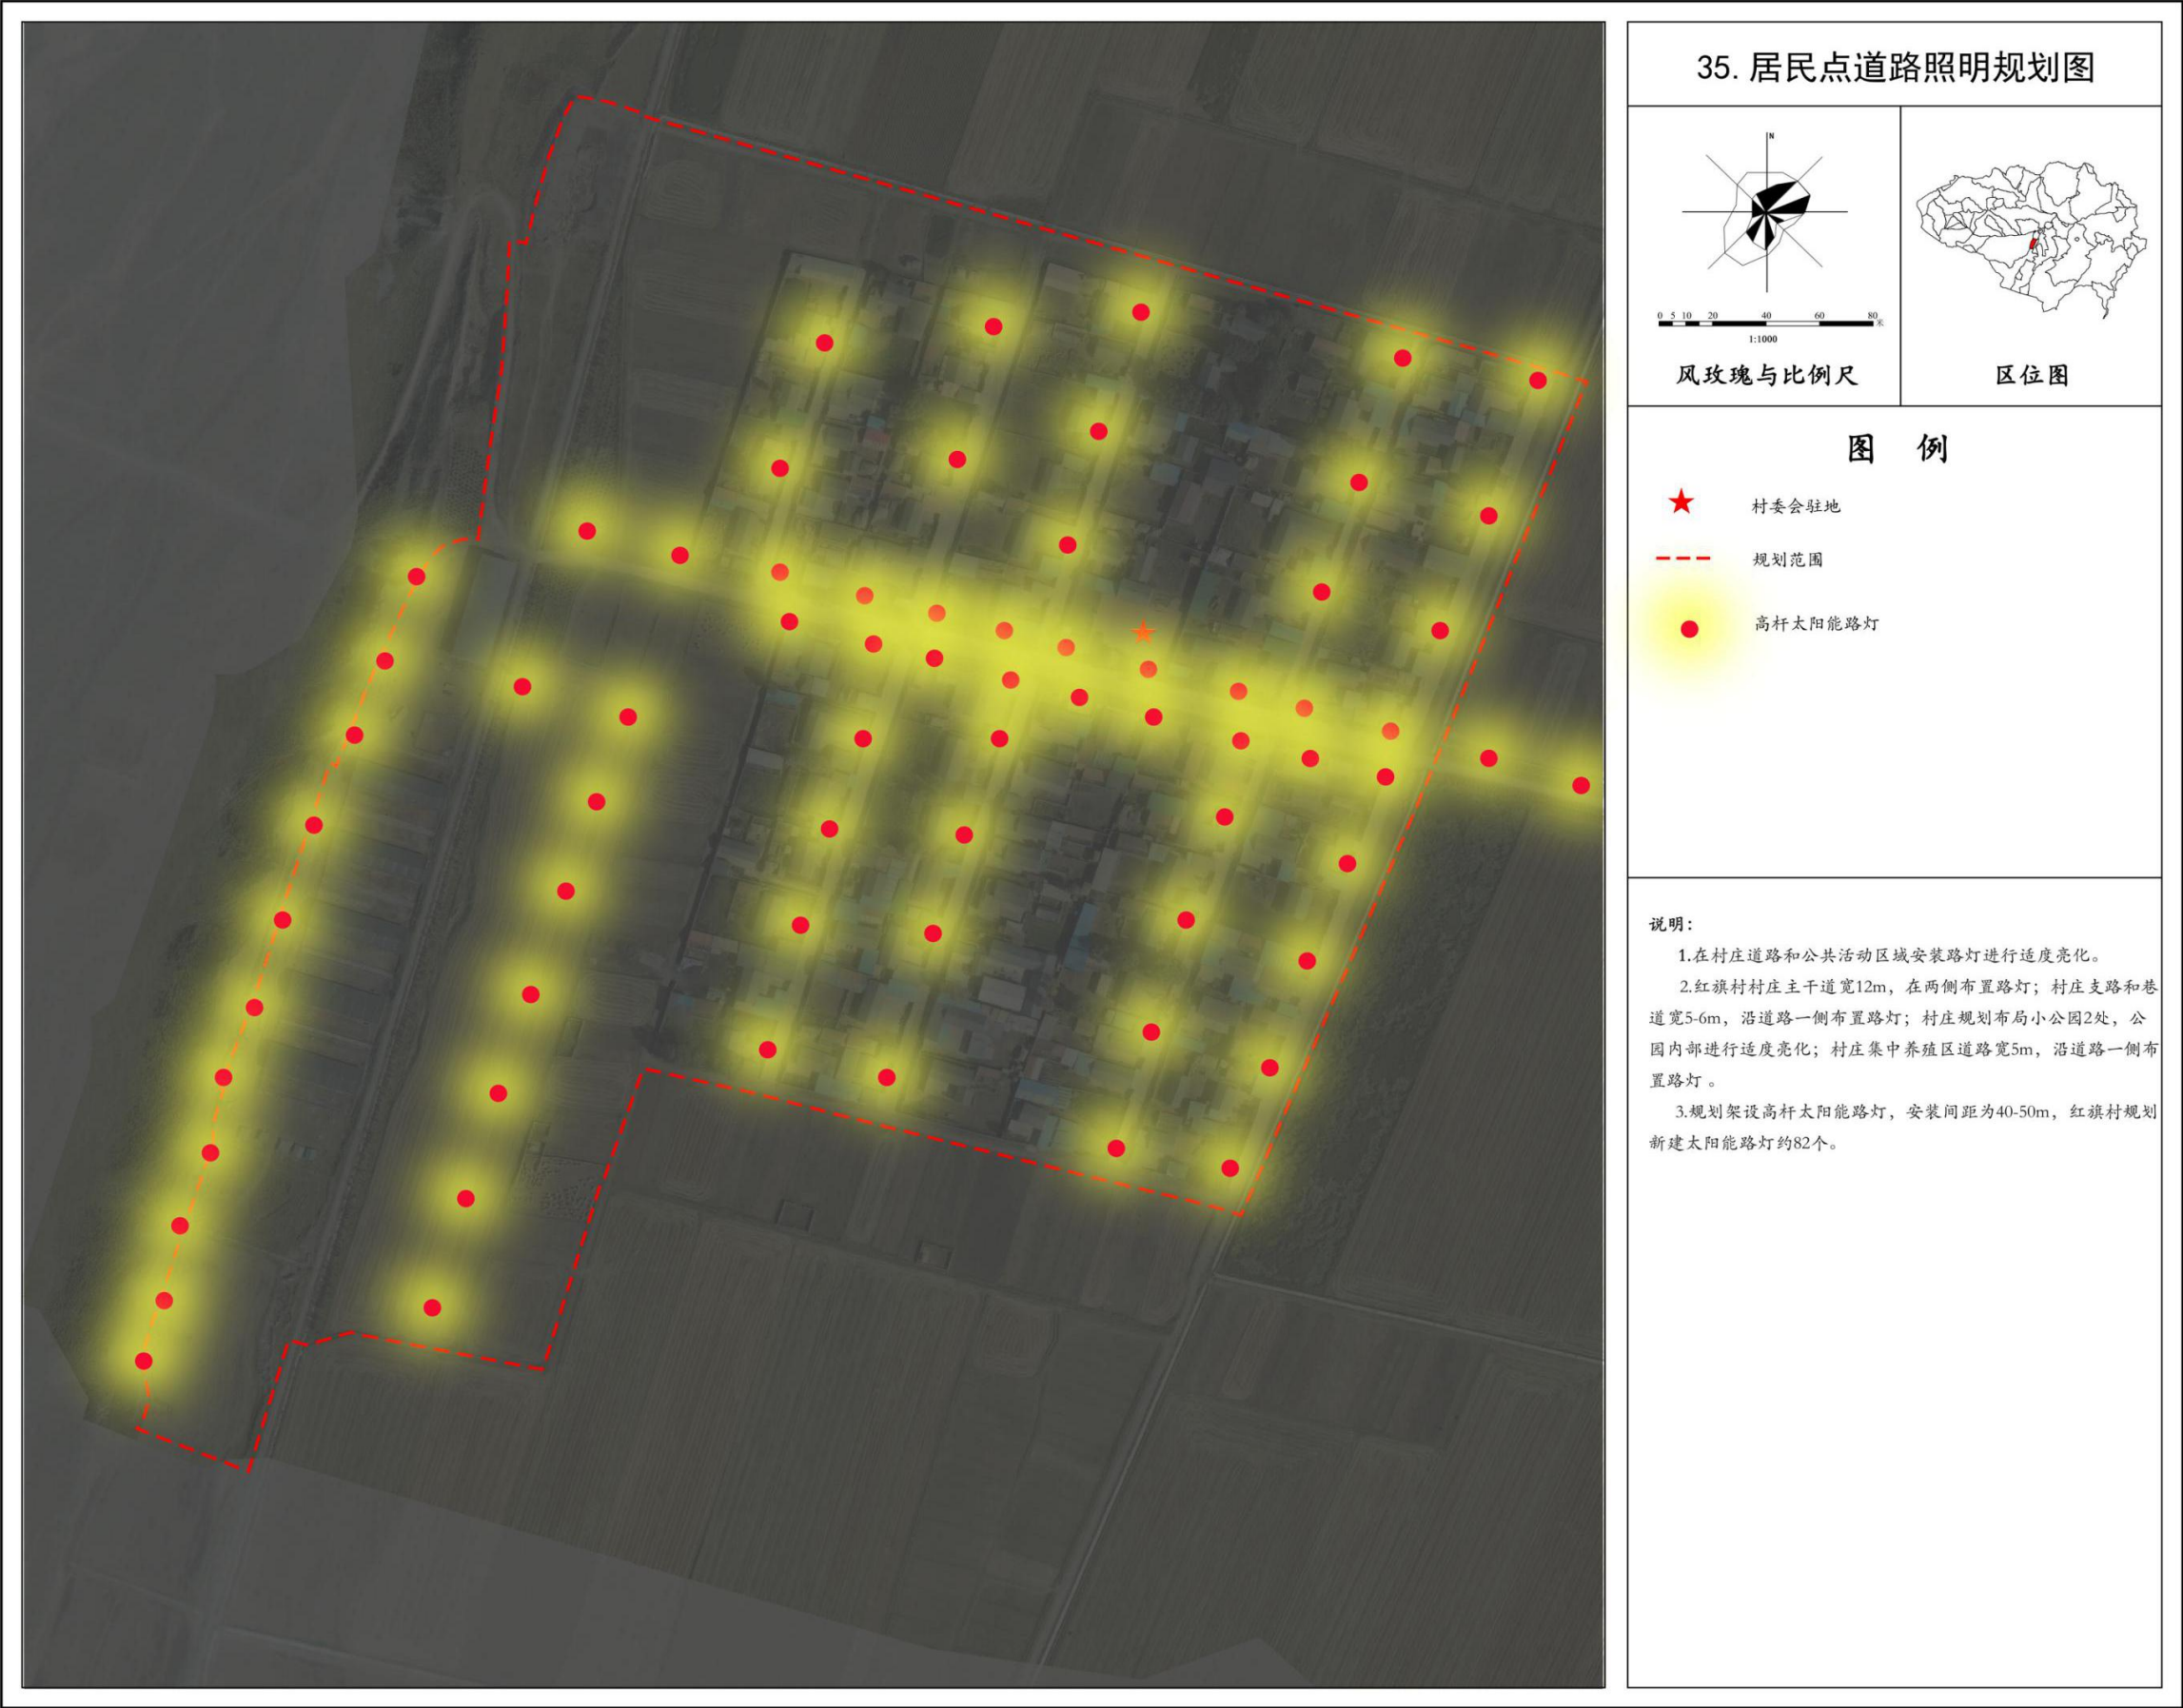 35.居民点道路照明规划图
N
0 5 10 20 40 60 80 米
1:1000
风玫瑰与比例尺
区位图
图 例
村委会驻地
规划范围
高杆太阳能路灯
说明：
1.在村庄道路和公共活动区域安装路灯进行适度亮化。
2.红旗村村庄主干道宽12m，在两侧布置路灯；村庄支路和巷
道宽5-6m，沿道路一侧布置路灯；村庄规划布局小公园2处，公
园内部进行适度亮化；村庄集中养殖区道路宽5m，沿道路一侧布
置路灯。
3.规划架设高杆太阳能路灯，安装间距为40-50m，红旗村规划
新建太阳能路灯约82个。